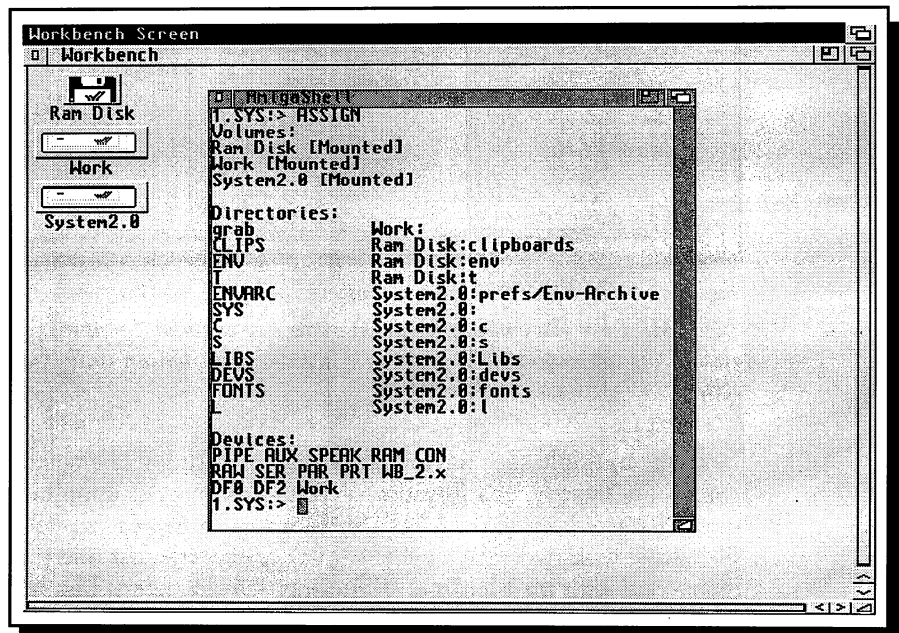 Workbench Screen
Workbench
Ram Disk
Work
System2.0
AmigaShell
1.SYS:> ASSIGN
Volumes:
Ram Disk [Mounted]
Work [Mounted]
System2.0 [Mounted]
Directories:
grab Work:
CLIPS Ram Disk:clipboards
ENV Ram Disk:env
T Ram Disk:t
ENVARC System2.0:prefs/Env-Archive
SYS System2.0:
C System2.0:c
S System2.0:s
LIBS System2.0:Libs
DEVS System2.0:devs
FONTS System2.0:fonts
L System2.0:l
Devices:
PIPE AUX SPEAK RAM CON
RAW SER PAR PRT WB_2.x
DF0 DF2 Work
1.SYS:>